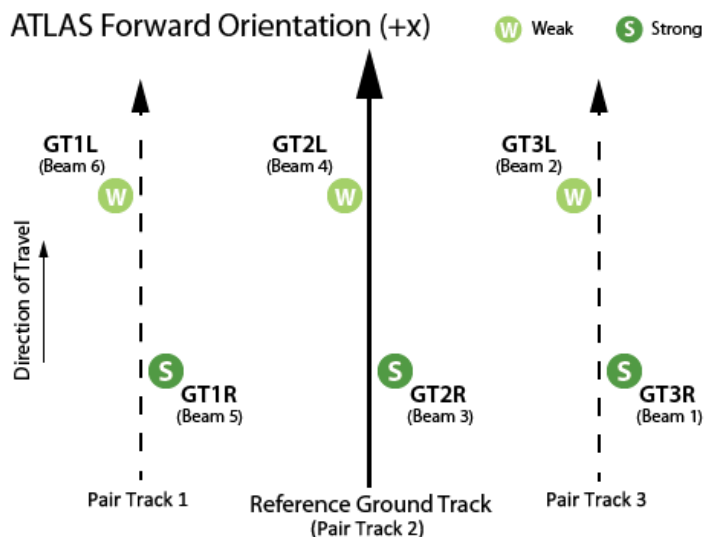 ATLAS Forward Orientation (+x)
W Weak
S Strong
GT1L
(Beam 6)
W
GT2L
(Beam 4)
W
GT3L
(Beam 2)
W
Direction of Travel
S
GT1R
(Beam 5)
S
GT2R
(Beam 3)
S
GT3R
(Beam 1)
Pair Track 1
Reference Ground Track
(Pair Track 2)
Pair Track 3